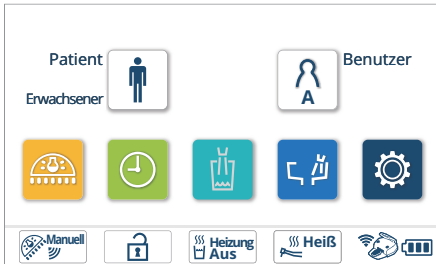 Patient
Benutzer
Erwachsener
A
Manuell
Heizung
Aus
Heiß